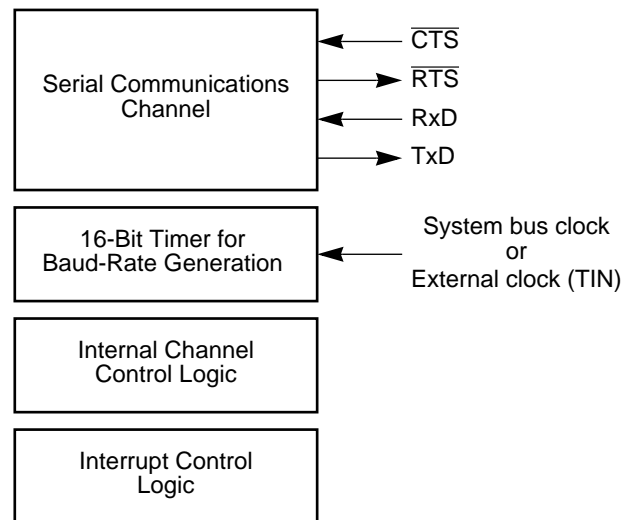 Serial Communications
Channel
CTS
RTS
RxD
TxD
16-Bit Timer for
Baud-Rate Generation
System bus clock
or
External clock (TIN)
Internal Channel
Control Logic
Interrupt Control
Logic